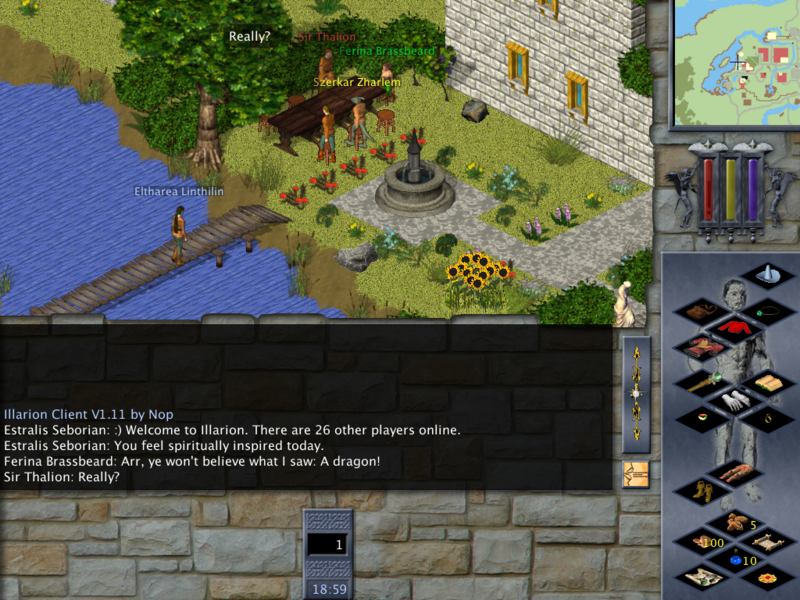 Really?
Sir Thalion
Ferina Brassbeard
Szerkar Zharlem
Eltharea Linthilin
Illarion Client V1.11 by Nop
Estralis Seborian: :) Welcome to Illarion. There are 26 other players online.
Estralis Seborian: You feel spiritually inspired today.
Ferina Brassbeard: Arr, ye won't believe what I saw: A dragon!
Sir Thalion: Really?
1
18:59
5
100
10